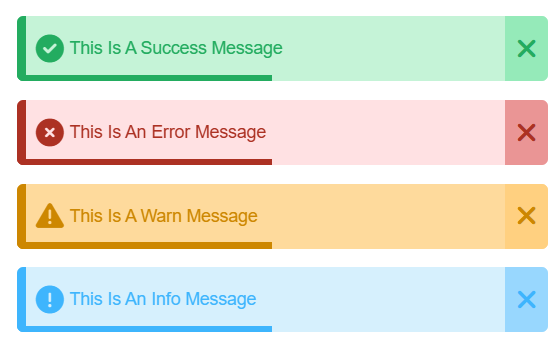 This Is A Success Message
This Is An Error Message
This Is A Warn Message
This Is An Info Message